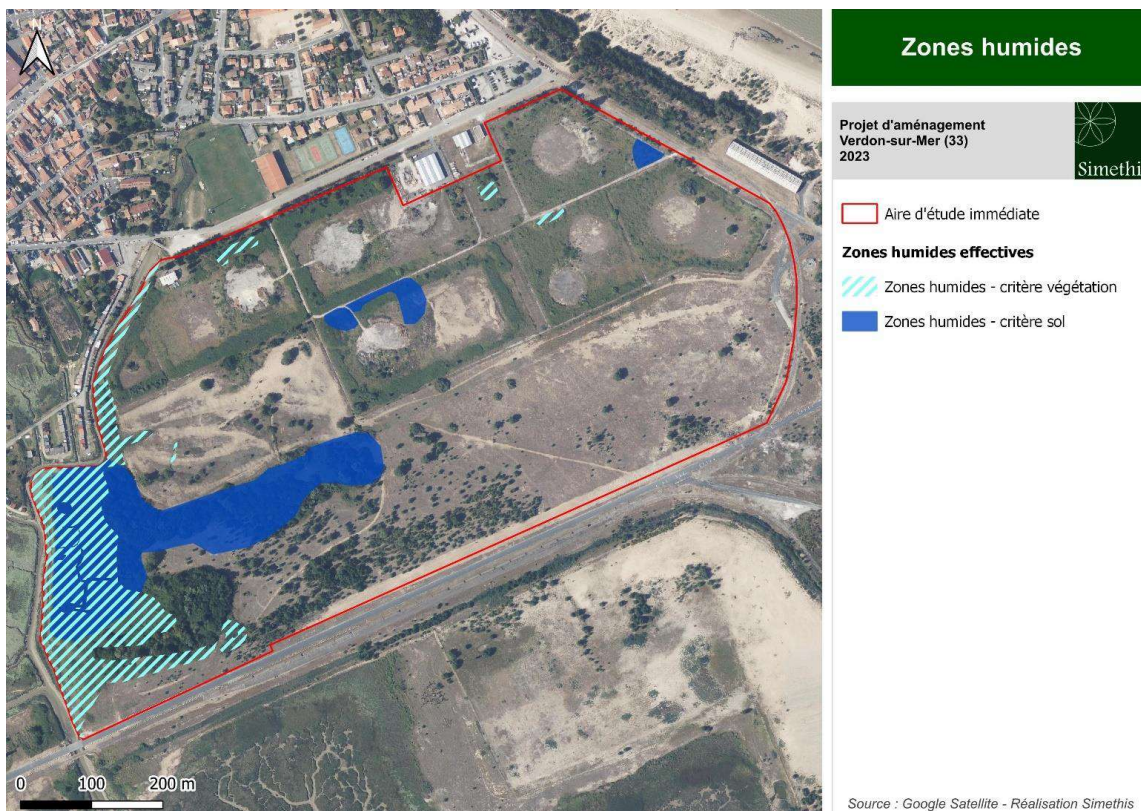 Zones humides
Projet d'aménagement
Verdon-sur-Mer (33)
2023
Simethis
Aire d'étude immédiate
Zones humides effectives
Zones humides - critère végétation
Zones humides - critère sol
0 100 200 m
Source : Google Satellite - Réalisation Simethis